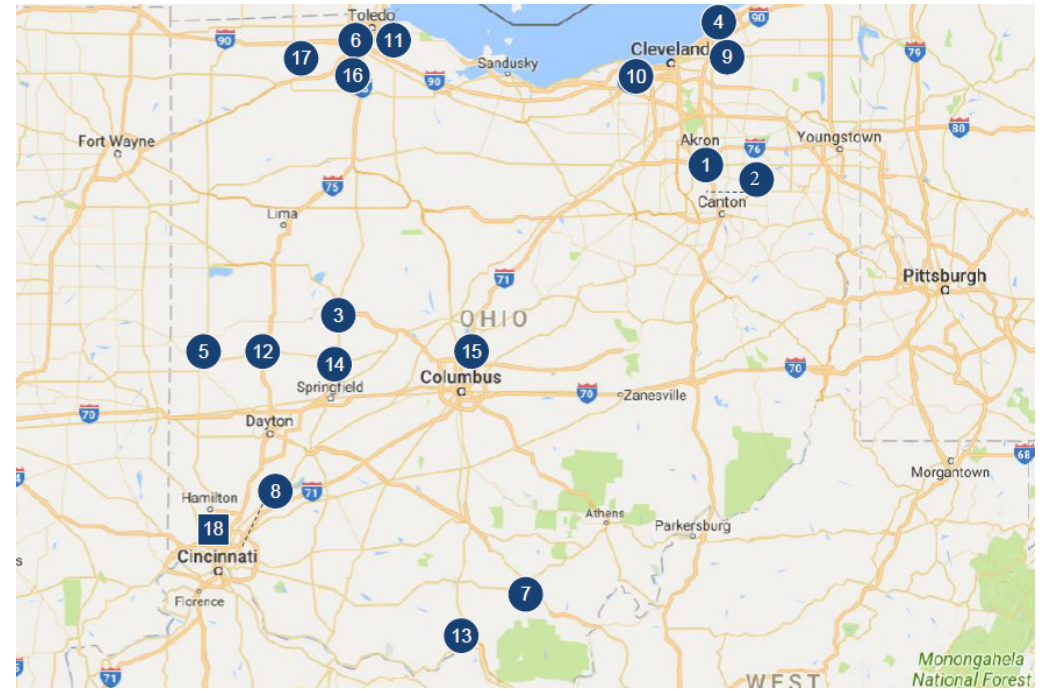 Toledo
4
90
90
6
11
17
Cleveland
9
79
Sandusky
16
10
90
80
Fort Wayne
Akron
Youngstown
76
1
2
75
Canton
Lima
71
Pittsburgh
3
OHIO
5
12
15
14
Columbus
70
Springfield
70
Zanesville
70
Dayton
68
Morgantown
8
71
Hamilton
18
Athens
Parkersburg
Cincinnati
7
Florence
13
Monongahela
National Forest
71
WEST